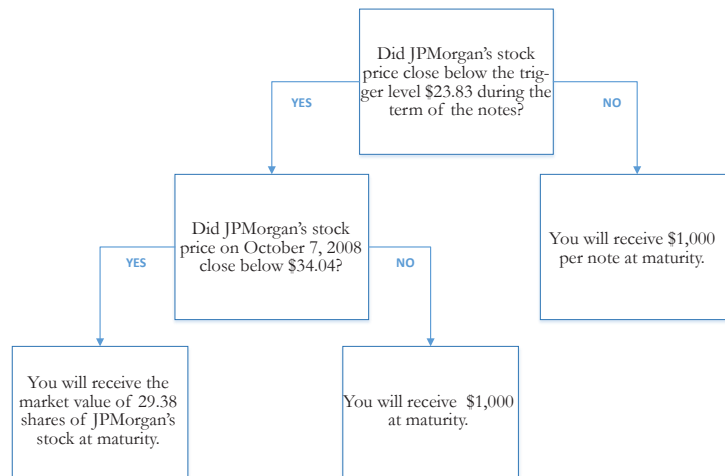 Did JPMorgan's stock
price close below the trig-
ger level $23.83 during the
term of the notes?
YES
NO
Did JPMorgan's stock
price on October 7, 2008
close below $34.04?
You will receive $1,000
per note at maturity.
YES
NO
You will receive the
market value of 29.38
shares of JPMorgan's
stock at maturity.
You will receive $1,000
at maturity.